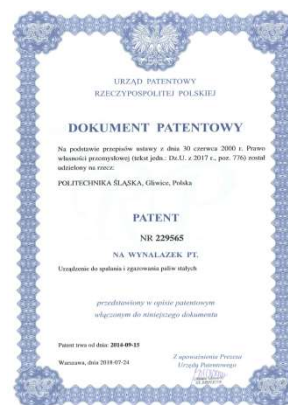 URZĄD PATENTOWY
RZECZYPOSPOLITEJ POLSKIEJ
DOKUMENT PATENTOWY
Na podstawie przepisów ustawy z dnia 30 czerwca 2000 r. Prawo
własności przemysłowej (tekst jedn.: Dz.U. z 2017 r., poz. 776) został
udzielony na rzecz:
POLITECHNIKA ŚLĄSKA, Gliwice, Polska
PATENT
NR 229565
NA WYNALAZEK PT.
Urządzenie do spalania i zgazowania paliw stałych
przedstawiony w opisie patentowym
włączonym do niniejszego dokumentu
Patent trwa od dnia: 2014-09-15
Warszawa, dnia 2018-07-24
Z upoważnienia Prezesa
Urzędu Patentowego